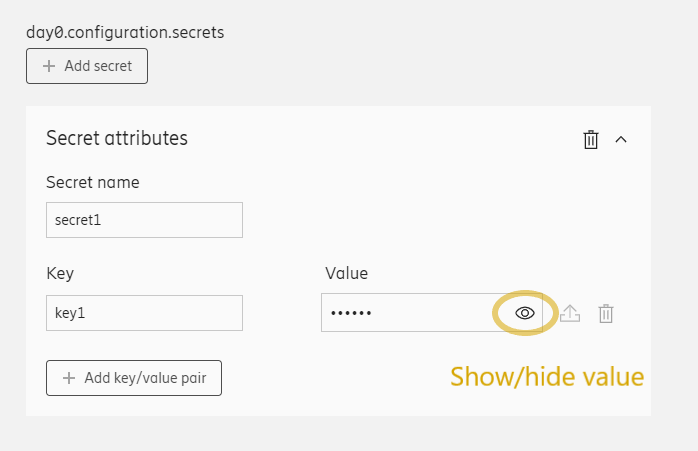 day0.configuration.secrets
Add secret
Secret attributes
Secret name
secret1
Key Value
key1 ••••••
Add key/value pair
Show/hide value